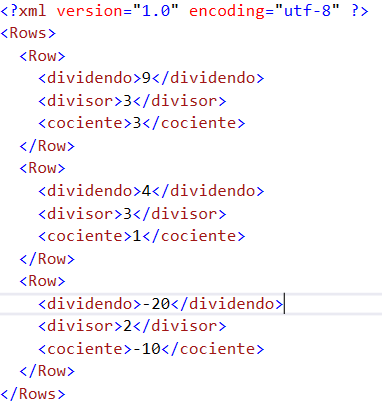 <?xml version="1.0" encoding="utf-8" ?>
<Rows>
<Row>
<dividendo>9</dividendo>
<divisor>3</divisor>
<cociente>3</cociente>
</Row>
<Row>
<dividendo>4</dividendo>
<divisor>3</divisor>
<cociente>1</cociente>
</Row>
<Row>
<dividendo>-20</dividendo>
<divisor>2</divisor>
<cociente>-10</cociente>
</Row>
</Rows>